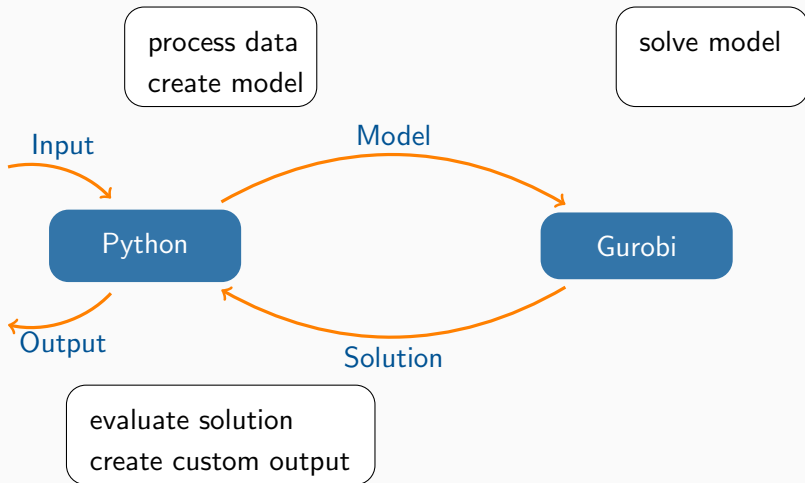 process data
create model
solve model
Input
Model
Python
Gurobi
Output
Solution
evaluate solution
create custom output